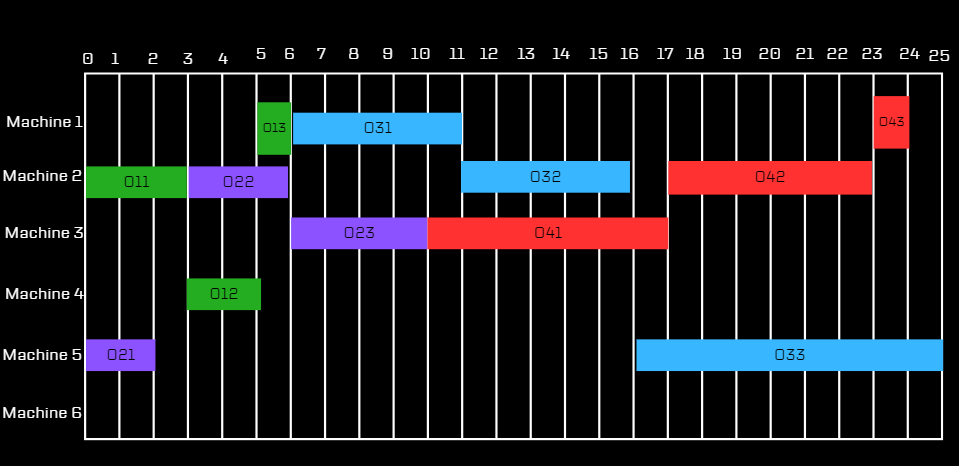 0 1 2 3 4 5 6 7 8 9 10 11 12 13 14 15 16 17 18 19 20 21 22 23 24 25
Machine 1 O13 O31 O43
Machine 2 O11 O22 O32 O42
Machine 3 O23 O41
Machine 4 O12
Machine 5 O21 O33
Machine 6